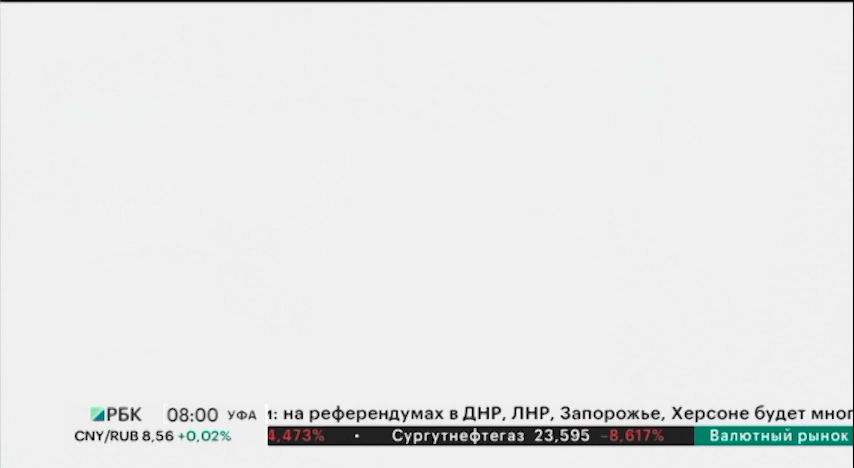 РБК 08:00 УФА : на референдумах в ДНР, ЛНР, Запорожье, Херсоне будет
CNY/RUB 8,56 +0,02% 4,473% · Сургутнефтегаз 23,595 -8,617% Валютный рынок